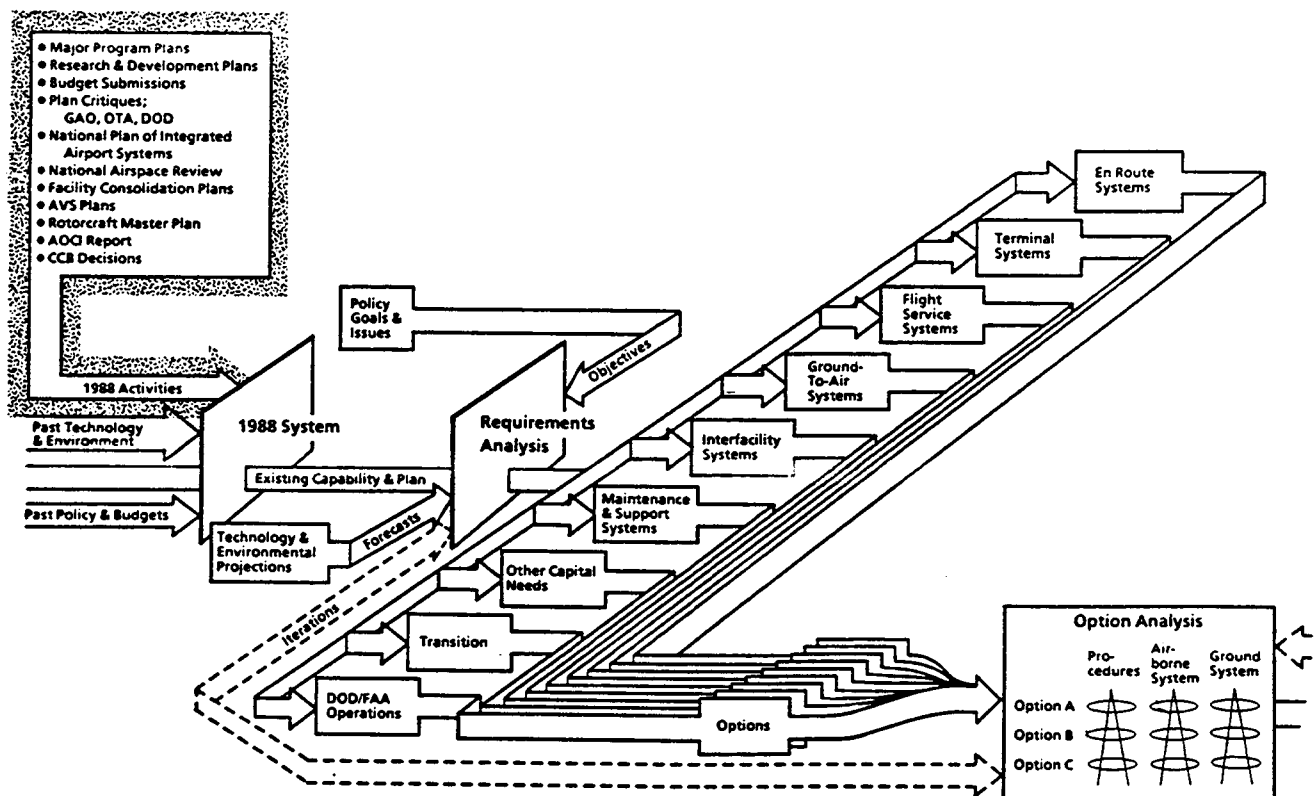 ● Major Program Plans
● Research & Development Plans
● Budget Submissions
● Plan Critiques;
GAO, OTA, DOD
● National Plan of Integrated
Airport Systems
● National Airspace Review
● Facility Consolidation Plans
● AVS Plans
● Rotorcraft Master Plan
● AOCI Report
● CCB Decisions
1988 Activities
Past Technology
& Environment
Past Policy & Budgets
1988 System
Existing Capability & Plan
Technology &
Environmental
Projections
Forecasts
Policy
Goals &
Issues
Objectives
Requirements
Analysis
Iterations
En Route
Systems
Terminal
Systems
Flight
Service
Systems
Ground-
To-Air
Systems
Interfacility
Systems
Maintenance
& Support
Systems
Other Capital
Needs
Transition
DOD/FAA
Operations
Options
Option Analysis
Pro-
cedures
Air-
borne
System
Ground
System
Option A
Option B
Option C